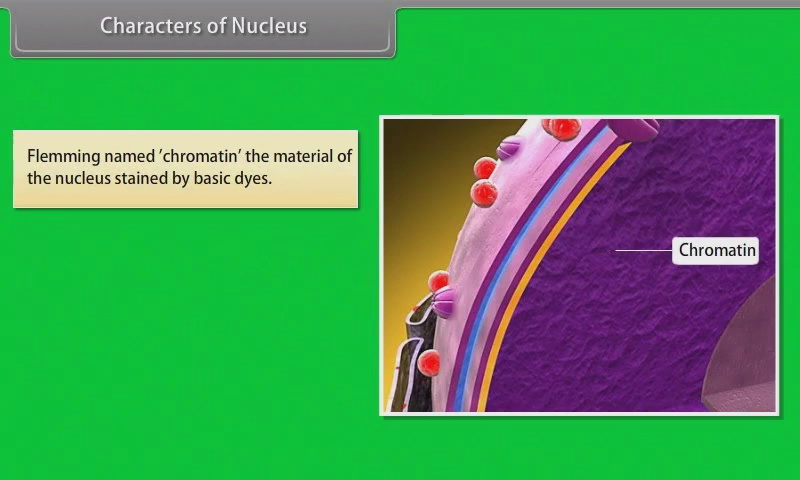 Characters of Nucleus
Flemming named 'chromatin' the material of
the nucleus stained by basic dyes.
Chromatin